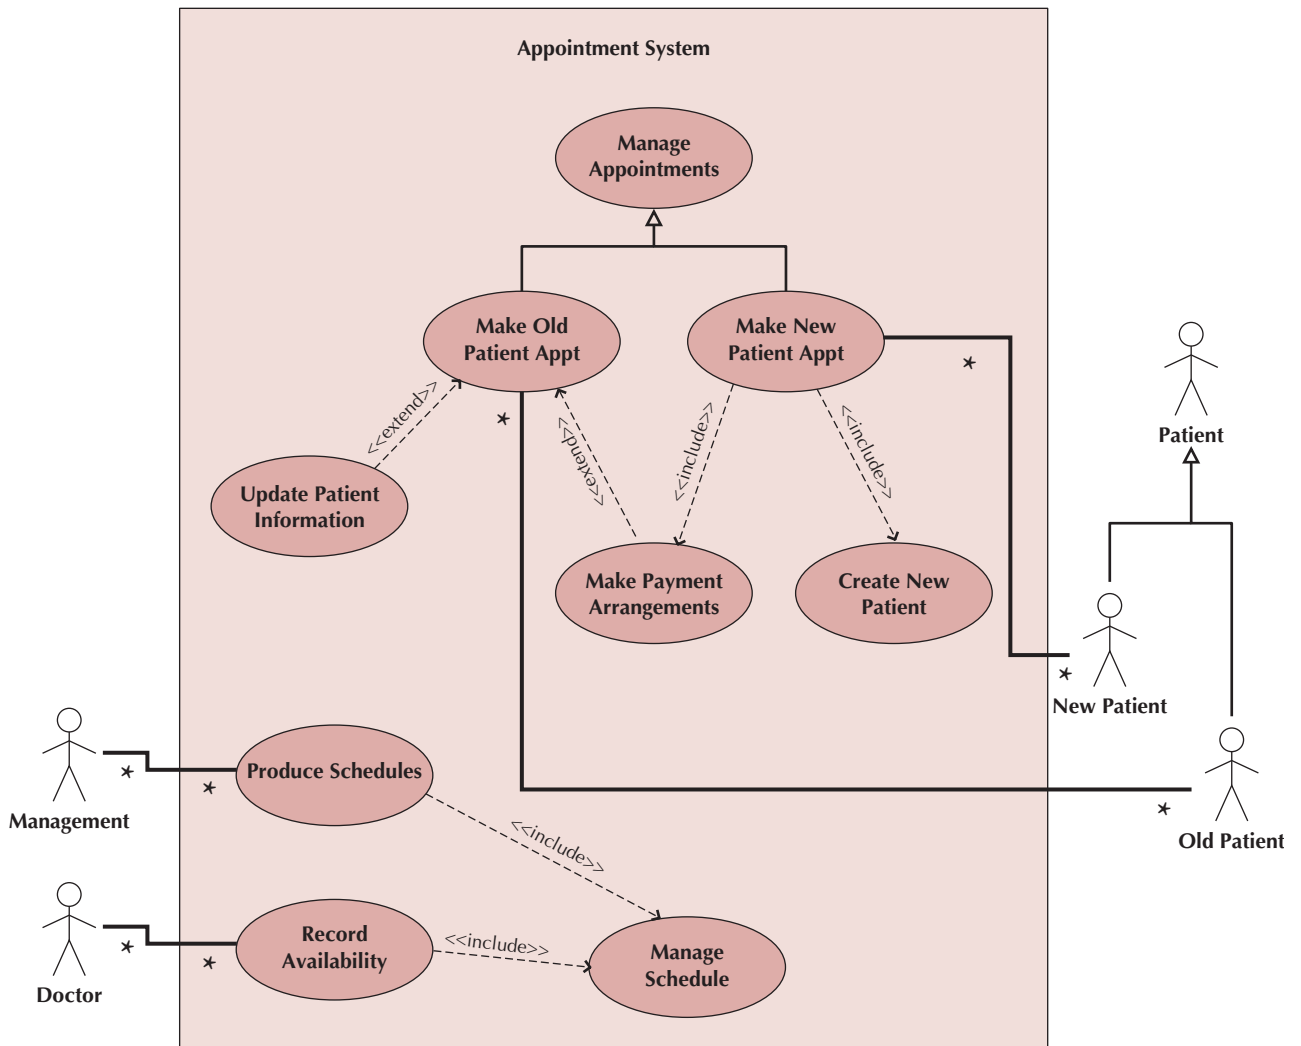 Appointment System
Manage
Appointments
Make Old
Patient Appt
Make New
Patient Appt
*
Patient
<<extend>>
*
<<extend>>
<<include>>
<<include>>
Update Patient
Information
Make Payment
Arrangements
Create New
Patient
*
New Patient
Management
*
*
Produce Schedules
*
Old Patient
<<include>>
Doctor
*
*
Record
Availability
<<include>>
Manage
Schedule